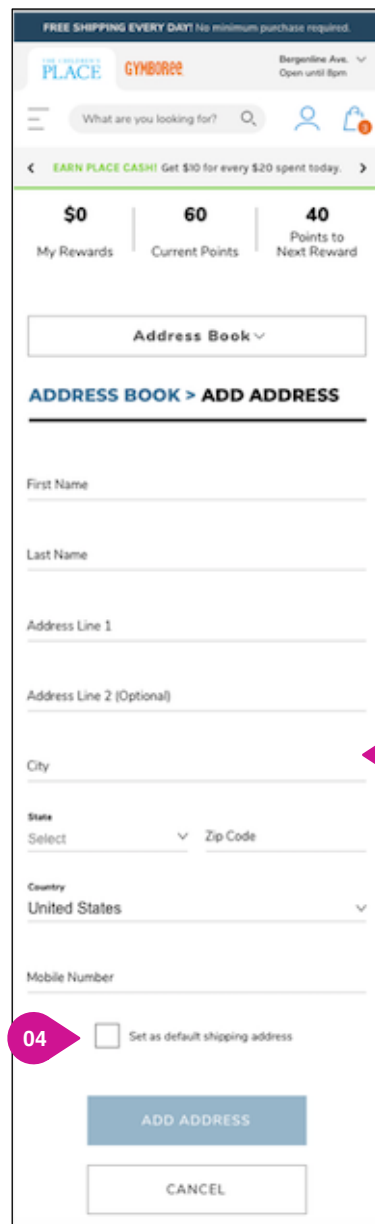 FREE SHIPPING EVERY DAY! No minimum purchase required.
THE CHILDREN'S
PLACE
GYMBOREE
Bergenline Ave.
Open until 8pm
What are you looking for?
3
EARN PLACE CASH! Get $10 for every $20 spent today.
$0
60
40
My Rewards
Current Points
Points to
Next Reward
Address Book
ADDRESS BOOK > ADD ADDRESS
First Name
Last Name
Address Line 1
Address Line 2 (Optional)
City
State
Select
Zip Code
Country
United States
Mobile Number
04
Set as default shipping address
ADD ADDRESS
CANCEL